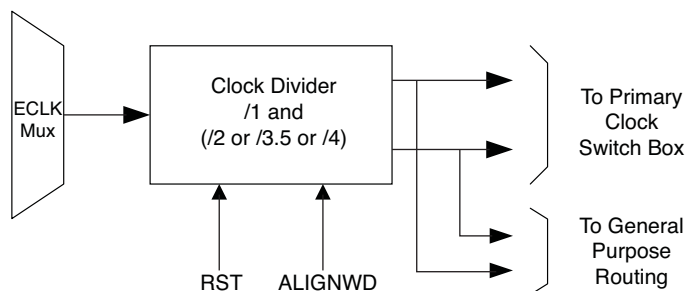 ECLK
Mux
Clock Divider
/1 and
(/2 or /3.5 or /4)
To Primary
Clock
Switch Box
To General
Purpose
Routing
RST
ALIGNWD